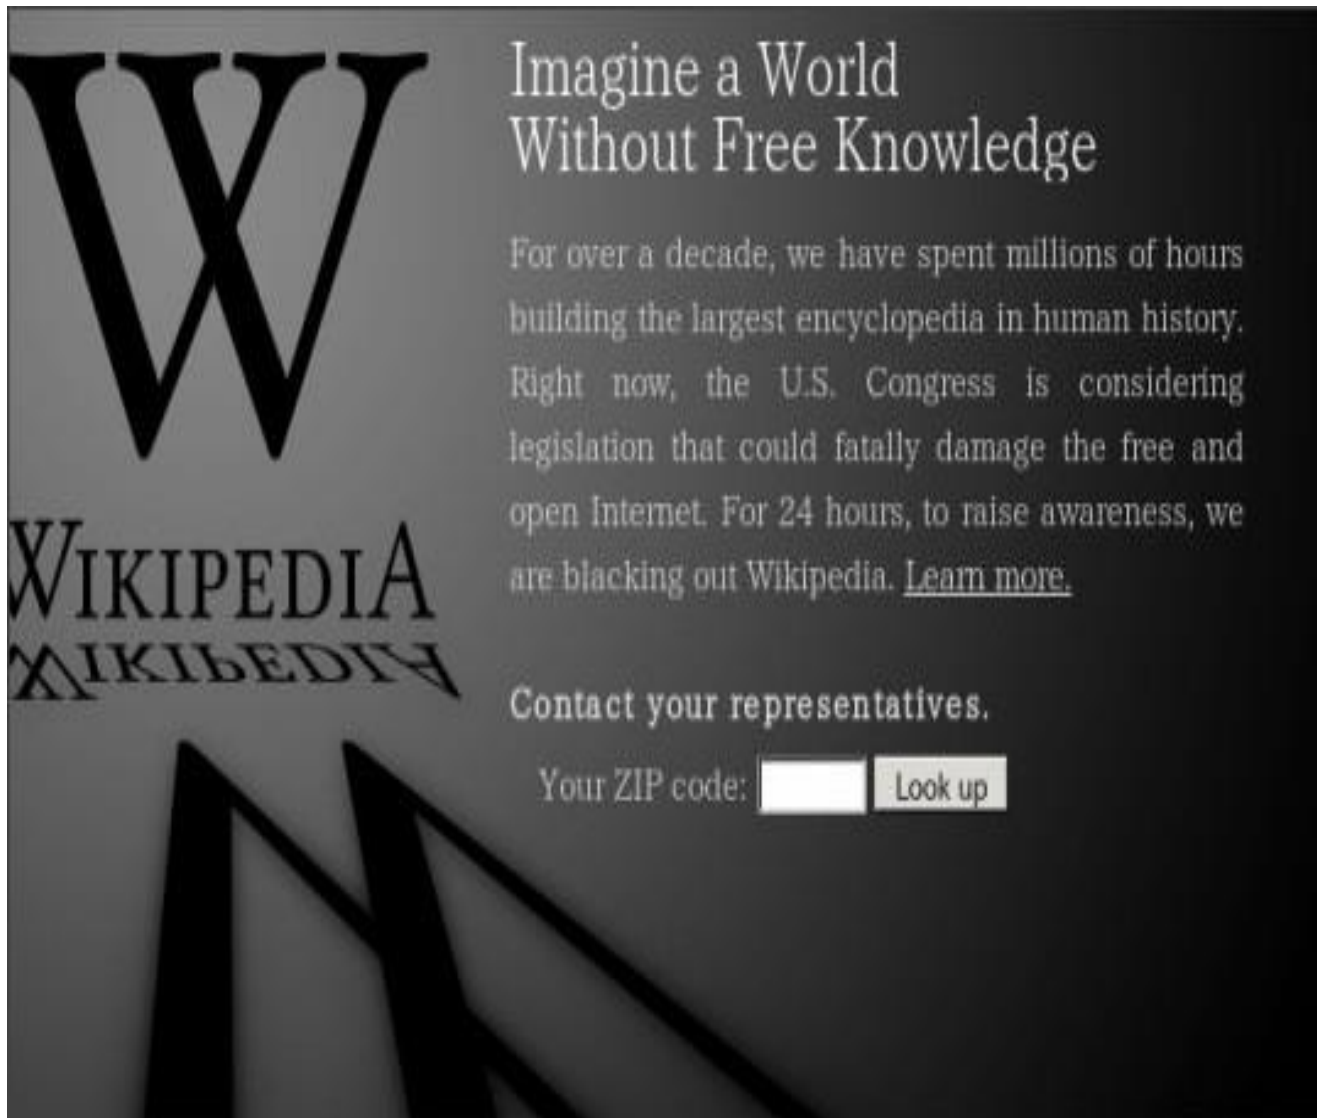 W
WIKIPEDIA
WIKIPEDIA
Imagine a World
Without Free Knowledge
For over a decade, we have spent millions of hours
building the largest encyclopedia in human history.
Right now, the U.S. Congress is considering
legislation that could fatally damage the free and
open Internet. For 24 hours, to raise awareness, we
are blacking out Wikipedia. Learn more.
Contact your representatives.
Your ZIP code: Look up